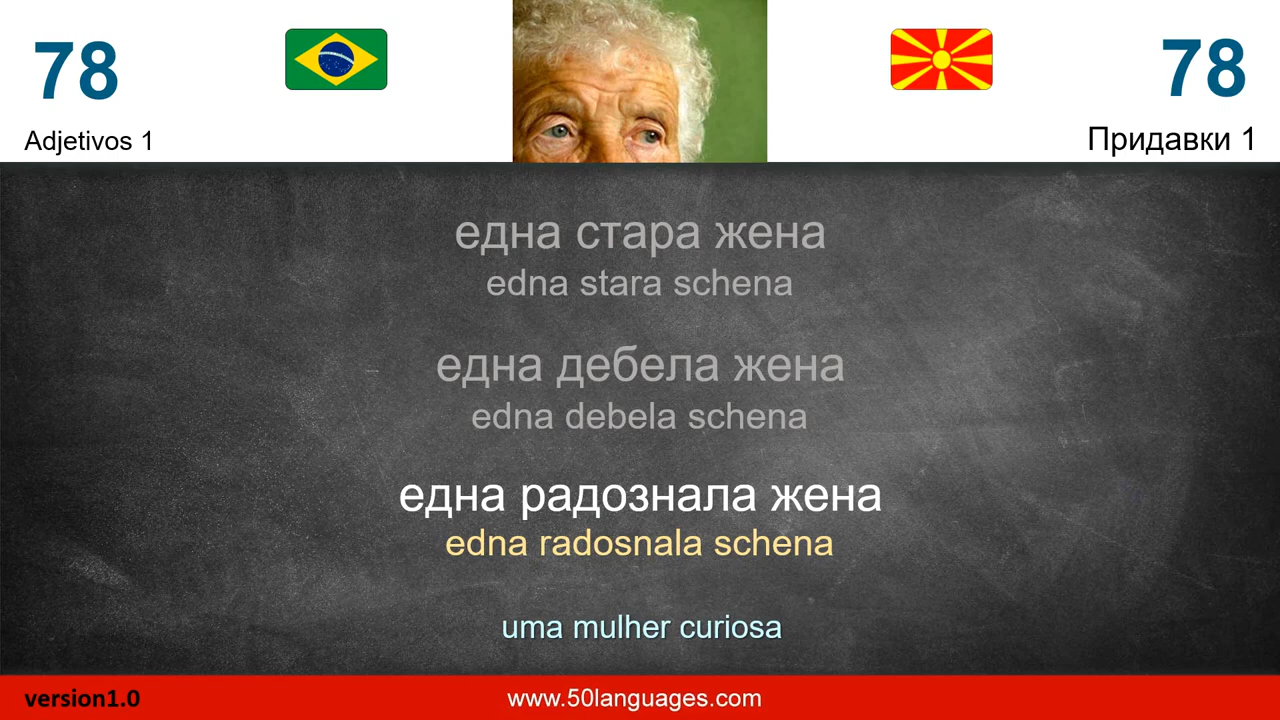 78
78
Adjetivos 1
Придавки 1
една стара жена
edna stara schena
една дебела жена
edna debela schena
една радознала жена
edna radosnala schena
uma mulher curiosa
version1.0
www.50languages.com